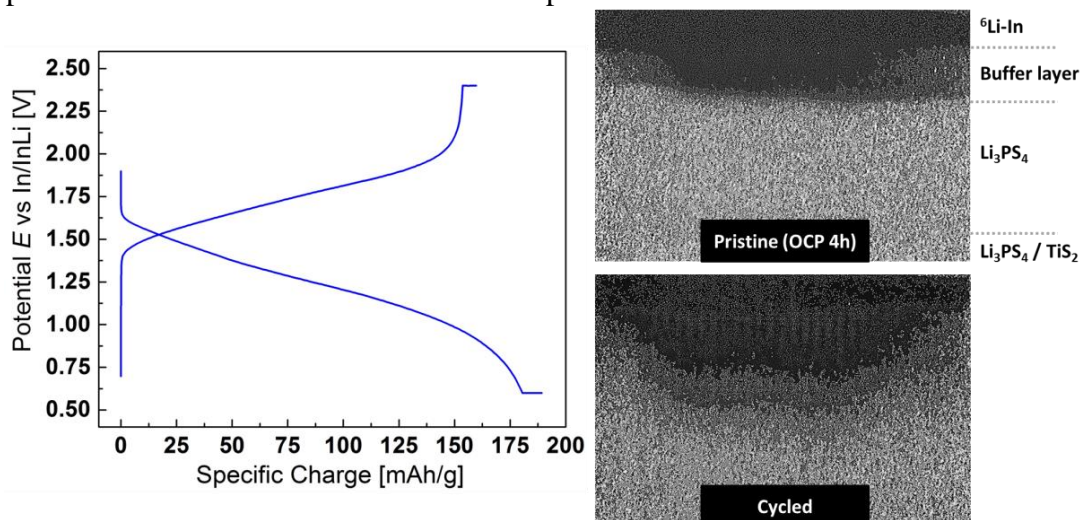 2.50
2.25
2.00
1.75
1.50
1.25
1.00
0.75
0.50
Potential E vs In/InLi [V]
0 25 50 75 100 125 150 175 200
Specific Charge [mAh/g]
⁶Li-In
Buffer layer
Li₃PS₄
Pristine (OCP 4h)
Li₃PS₄ / TiS₂
Cycled